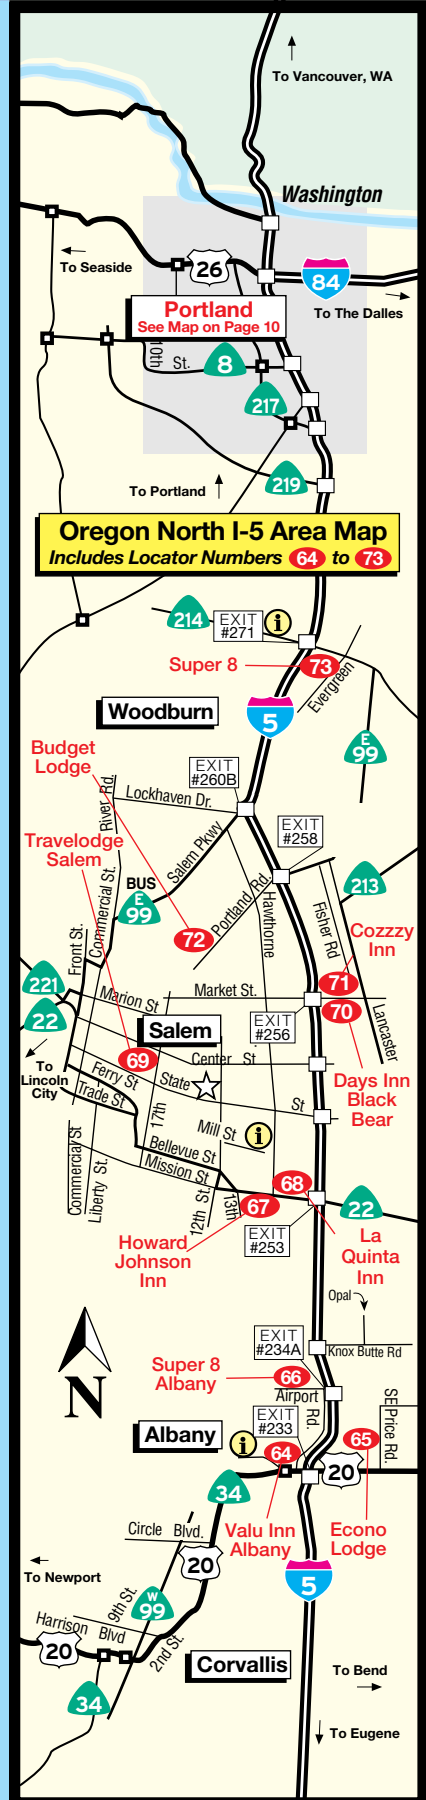 To Vancouver, WA
Washington
To Seaside
26
84
To The Dalles
Portland
See Map on Page 10
10th
St.
8
217
To Portland
219
Oregon North I-5 Area Map
Includes Locator Numbers 64 to 73
214
EXIT
#271
i
Super 8
73
Evergreen
Woodburn
5
E
99
Budget
Lodge
EXIT
#260B
River Rd.
Lockhaven Dr.
Travelodge
Salem
Commercial St.
Salem Pkwy
EXIT
#258
BUS
E
99
213
Portland Rd.
Hawthorne
Fisher Rd
72
Front St.
Cozzzy
Inn
71
221
22
Marion St
Market St.
70
Lancaster
Salem
EXIT
#256
To
Lincoln
City
69
Center St
Ferry St
State
St
Days Inn
Black
Bear
Trade St
17th
Mill St
i
Commercial St
Liberty St.
Bellevue St
Mission St
12th St.
13th
67
68
22
EXIT
#253
Howard
Johnson
Inn
La
Quinta
Inn
Opal
EXIT
#234A
Knox Butte Rd
N
Super 8
Albany
66
Airport
Rd.
SEPrice Rd.
EXIT
#233
Albany
i
64
65
20
34
Valu Inn
Albany
Econo
Lodge
Circle Blvd.
20
5
To Newport
9th St.
W
99
Harrison
Blvd
20
2nd St.
Corvallis
34
To Bend
To Eugene